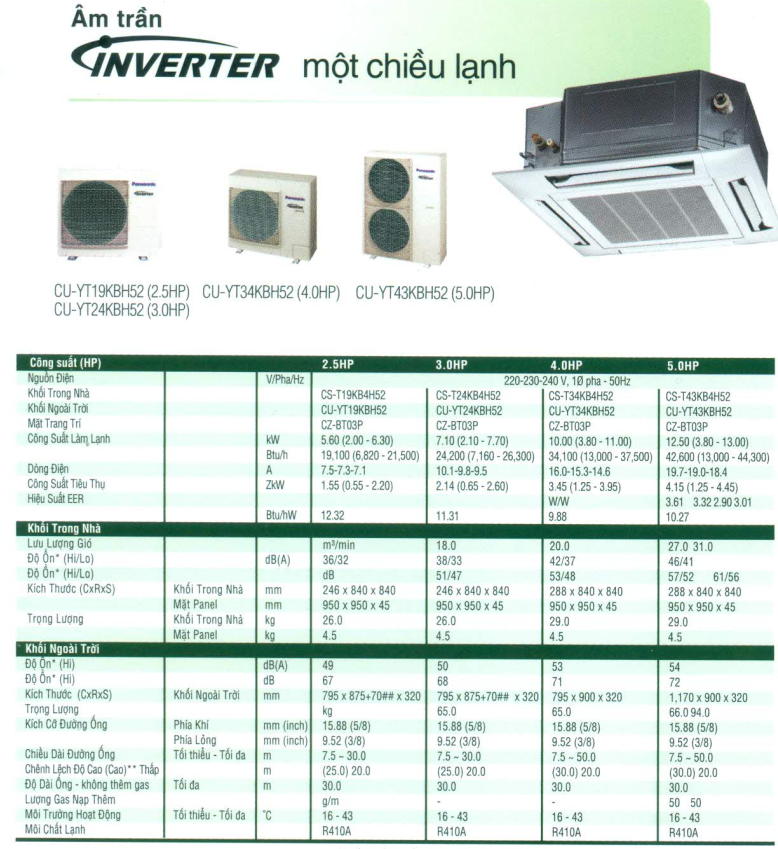 Âm trần
INVERTER một chiều lạnh
Panasonic INVERTER
Panasonic
Panasonic INVERTER
CU-YT19KBH52 (2.5HP) CU-YT34KBH52 (4.0HP) CU-YT43KBH52 (5.0HP)
CU-YT24KBH52 (3.0HP)
Công suất (HP) 2.5HP 3.0HP 4.0HP 5.0HP
Nguồn Điện V/Pha/Hz 220-230-240 V, 1Ø pha - 50Hz
Khối Trong Nhà CS-T19KB4H52 CS-T24KB4H52 CS-T34KB4H52 CS-T43KB4H52
Khối Ngoài Trời CU-YT19KBH52 CU-YT24KBH52 CU-YT34KBH52 CU-YT43KBH52
Mặt Trang Trí CZ-BT03P CZ-BT03P CZ-BT03P CZ-BT03P
Công Suất Làm Lạnh kW 5.60 (2.00 - 6.30) 7.10 (2.10 - 7.70) 10.00 (3.80 - 11.00) 12.50 (3.80 - 13.00)
Btu/h 19,100 (6,820 - 21,500) 24,200 (7,160 - 26,300) 34,100 (13,000 - 37,500) 42,600 (13,000 - 44,300)
Dòng Điện A 7.5-7.3-7.1 10.1-9.8-9.5 16.0-15.3-14.6 19.7-19.0-18.4
Công Suất Tiêu Thụ ZkW 1.55 (0.55 - 2.20) 2.14 (0.65 - 2.60) 3.45 (1.25 - 3.95) 4.15 (1.25 - 4.45)
Hiệu Suất EER W/W 3.61 3.32 2.90 3.01
Btu/hW 12.32 11.31 9.88 10.27
Khối Trong Nhà
Lưu Lượng Gió m³/min 18.0 20.0 27.0 31.0
Độ Ồn* (Hi/Lo) dB(A) 36/32 38/33 42/37 46/41
Độ Ồn* (Hi/Lo) dB 51/47 53/48 57/52 61/56
Kích Thước (CxRxS) Khối Trong Nhà mm 246 x 840 x 840 246 x 840 x 840 288 x 840 x 840 288 x 840 x 840
Mặt Panel mm 950 x 950 x 45 950 x 950 x 45 950 x 950 x 45 950 x 950 x 45
Trọng Lượng Khối Trong Nhà kg 26.0 26.0 29.0 29.0
Mặt Panel kg 4.5 4.5 4.5 4.5
Khối Ngoài Trời
Độ Ồn* (Hi) dB(A) 49 50 53 54
Độ Ồn* (Hi) dB 67 68 71 72
Kích Thước (CxRxS) Khối Ngoài Trời mm 795 x 875+70## x 320 795 x 875+70## x 320 795 x 900 x 320 1,170 x 900 x 320
Trọng Lượng kg 65.0 65.0 66.0 94.0
Kích Cỡ Đường Ống Phía Khí mm (inch) 15.88 (5/8) 15.88 (5/8) 15.88 (5/8) 15.88 (5/8)
Phía Lỏng mm (inch) 9.52 (3/8) 9.52 (3/8) 9.52 (3/8) 9.52 (3/8)
Chiều Dài Đường Ống Tối thiểu - Tối đa m 7.5 ~ 30.0 7.5 ~ 30.0 7.5 ~ 50.0 7.5 ~ 50.0
Chênh Lệch Độ Cao (Cao)** Thấp m (25.0) 20.0 (25.0) 20.0 (30.0) 20.0 (30.0) 20.0
Độ Dài Ống - không thêm gas Tối đa m 30.0 30.0 30.0 30.0
Lượng Gas Nạp Thêm g/m - - 50 50
Môi Trường Hoạt Động Tối thiểu - Tối đa °C 16 - 43 16 - 43 16 - 43 16 - 43
Môi Chất Lạnh R410A R410A R410A R410A